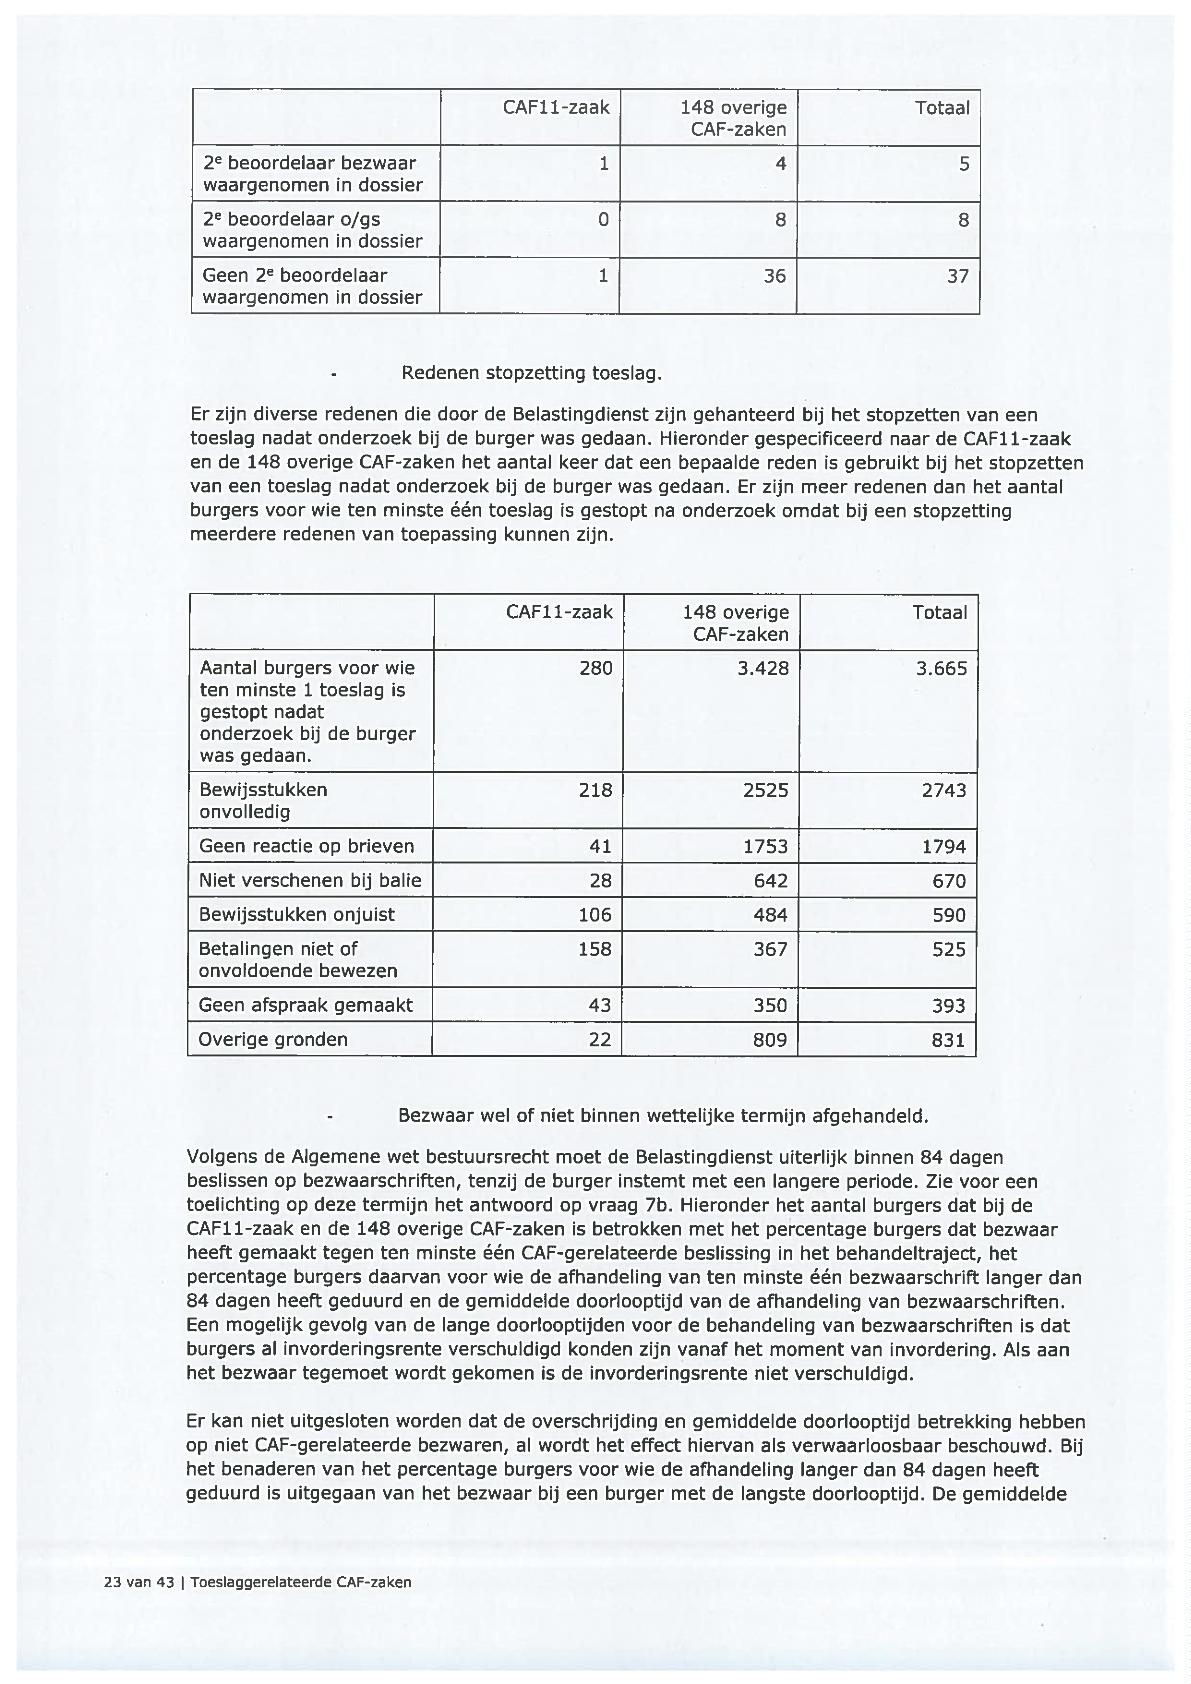 CAF11-zaak 148 overige Totaal
CAF-zaken
2e beoordelaar bezwaar 1 4 5
waargenomen in dossier
2e beoordelaar o/gs 0 8 8
waargenomen in dossier
Geen 2e beoordelaar 1 36 37
waargenomen in dossier
- Redenen stopzetting toeslag.
Er zijn diverse redenen die door de Belastingdienst zijn gehanteerd bij het stopzetten van een
toeslag nadat onderzoek bij de burger was gedaan. Hieronder gespecificeerd naar de CAF11-zaak
en de 148 overige CAF-zaken het aantal keer dat een bepaalde reden is gebruikt bij het stopzetten
van een toeslag nadat onderzoek bij de burger was gedaan. Er zijn meer redenen dan het aantal
burgers voor wie ten minste één toeslag is gestopt na onderzoek omdat bij een stopzetting
meerdere redenen van toepassing kunnen zijn.
CAF11-zaak 148 overige Totaal
CAF-zaken
Aantal burgers voor wie 280 3.428 3.665
ten minste 1 toeslag is
gestopt nadat
onderzoek bij de burger
was gedaan.
Bewijsstukken 218 2525 2743
onvolledig
Geen reactie op brieven 41 1753 1794
Niet verschenen bij balie 28 642 670
Bewijsstukken onjuist 106 484 590
Betalingen niet of 158 367 525
onvoldoende bewezen
Geen afspraak gemaakt 43 350 393
Overige gronden 22 809 831
- Bezwaar wel of niet binnen wettelijke termijn afgehandeld.
Volgens de Algemene wet bestuursrecht moet de Belastingdienst uiterlijk binnen 84 dagen
beslissen op bezwaarschriften, tenzij de burger instemt met een langere periode. Zie voor een
toelichting op deze termijn het antwoord op vraag 7b. Hieronder het aantal burgers dat bij de
CAF11-zaak en de 148 overige CAF-zaken is betrokken met het percentage burgers dat bezwaar
heeft gemaakt tegen ten minste één CAF-gerelateerde beslissing in het behandeltraject, het
percentage burgers daarvan voor wie de afhandeling van ten minste één bezwaarschrift langer dan
84 dagen heeft geduurd en de gemiddelde doorlooptijd van de afhandeling van bezwaarschriften.
Een mogelijk gevolg van de lange doorlooptijden voor de behandeling van bezwaarschriften is dat
burgers al invorderingsrente verschuldigd konden zijn vanaf het moment van invordering. Als aan
het bezwaar tegemoet wordt gekomen is de invorderingsrente niet verschuldigd.
Er kan niet uitgesloten worden dat de overschrijding en gemiddelde doorlooptijd betrekking hebben
op niet CAF-gerelateerde bezwaren, al wordt het effect hiervan als verwaarloosbaar beschouwd. Bij
het benaderen van het percentage burgers voor wie de afhandeling langer dan 84 dagen heeft
geduurd is uitgegaan van het bezwaar bij een burger met de langste doorlooptijd. De gemiddelde
23 van 43 | Toeslaggerelateerde CAF-zaken